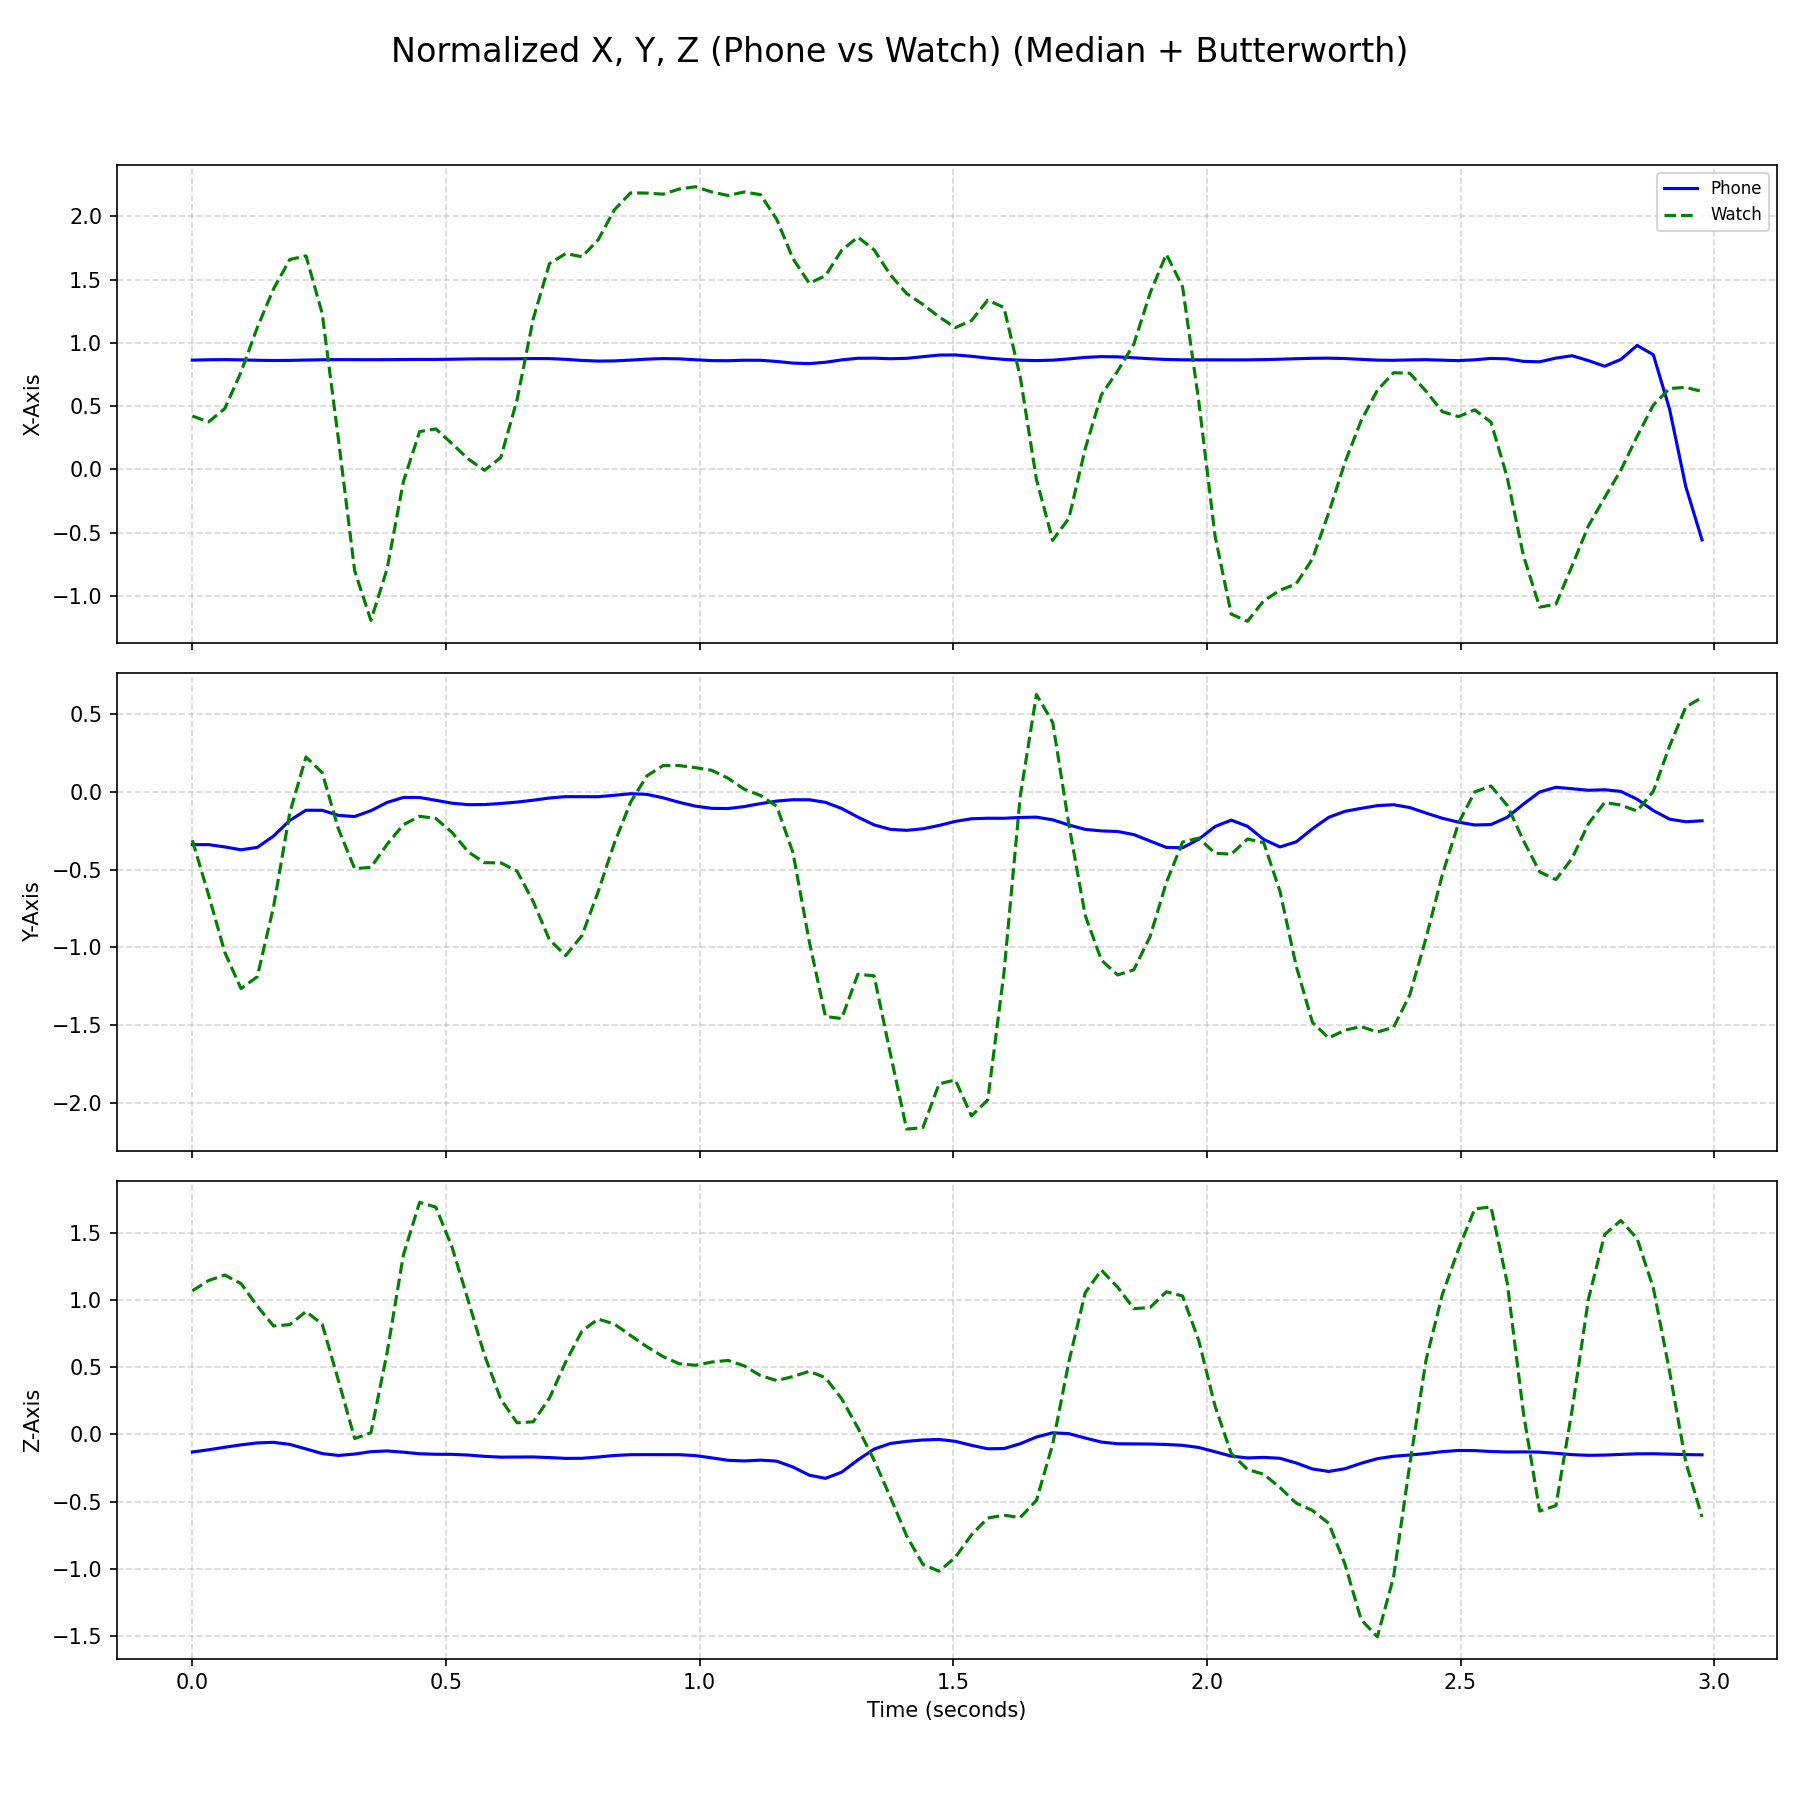 Normalized X, Y, Z (Phone vs Watch) (Median + Butterworth)
Phone
Watch
X-Axis
2.0
1.5
1.0
0.5
0.0
−0.5
−1.0
Y-Axis
0.5
0.0
−0.5
−1.0
−1.5
−2.0
Z-Axis
1.5
1.0
0.5
0.0
−0.5
−1.0
−1.5
0.0 0.5 1.0 1.5 2.0 2.5 3.0
Time (seconds)